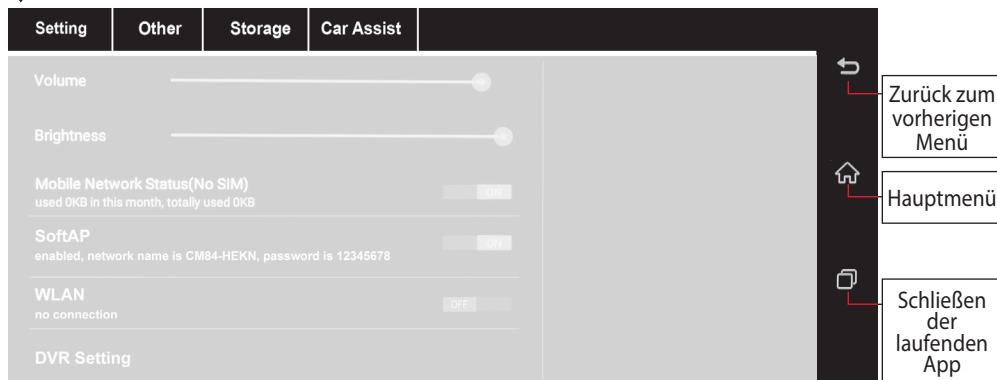 Setting Other Storage Car Assist
Volume
Brightness
Mobile Network Status(No SIM)
used 0KB in this month, totally used 0KB
ON
SoftAP
enabled, network name is CM84-HEKN, password is 12345678
ON
WLAN
no connection
OFF
DVR Setting
Zurück zum
vorherigen
Menü
Hauptmenü
Schließen
der
laufenden
App